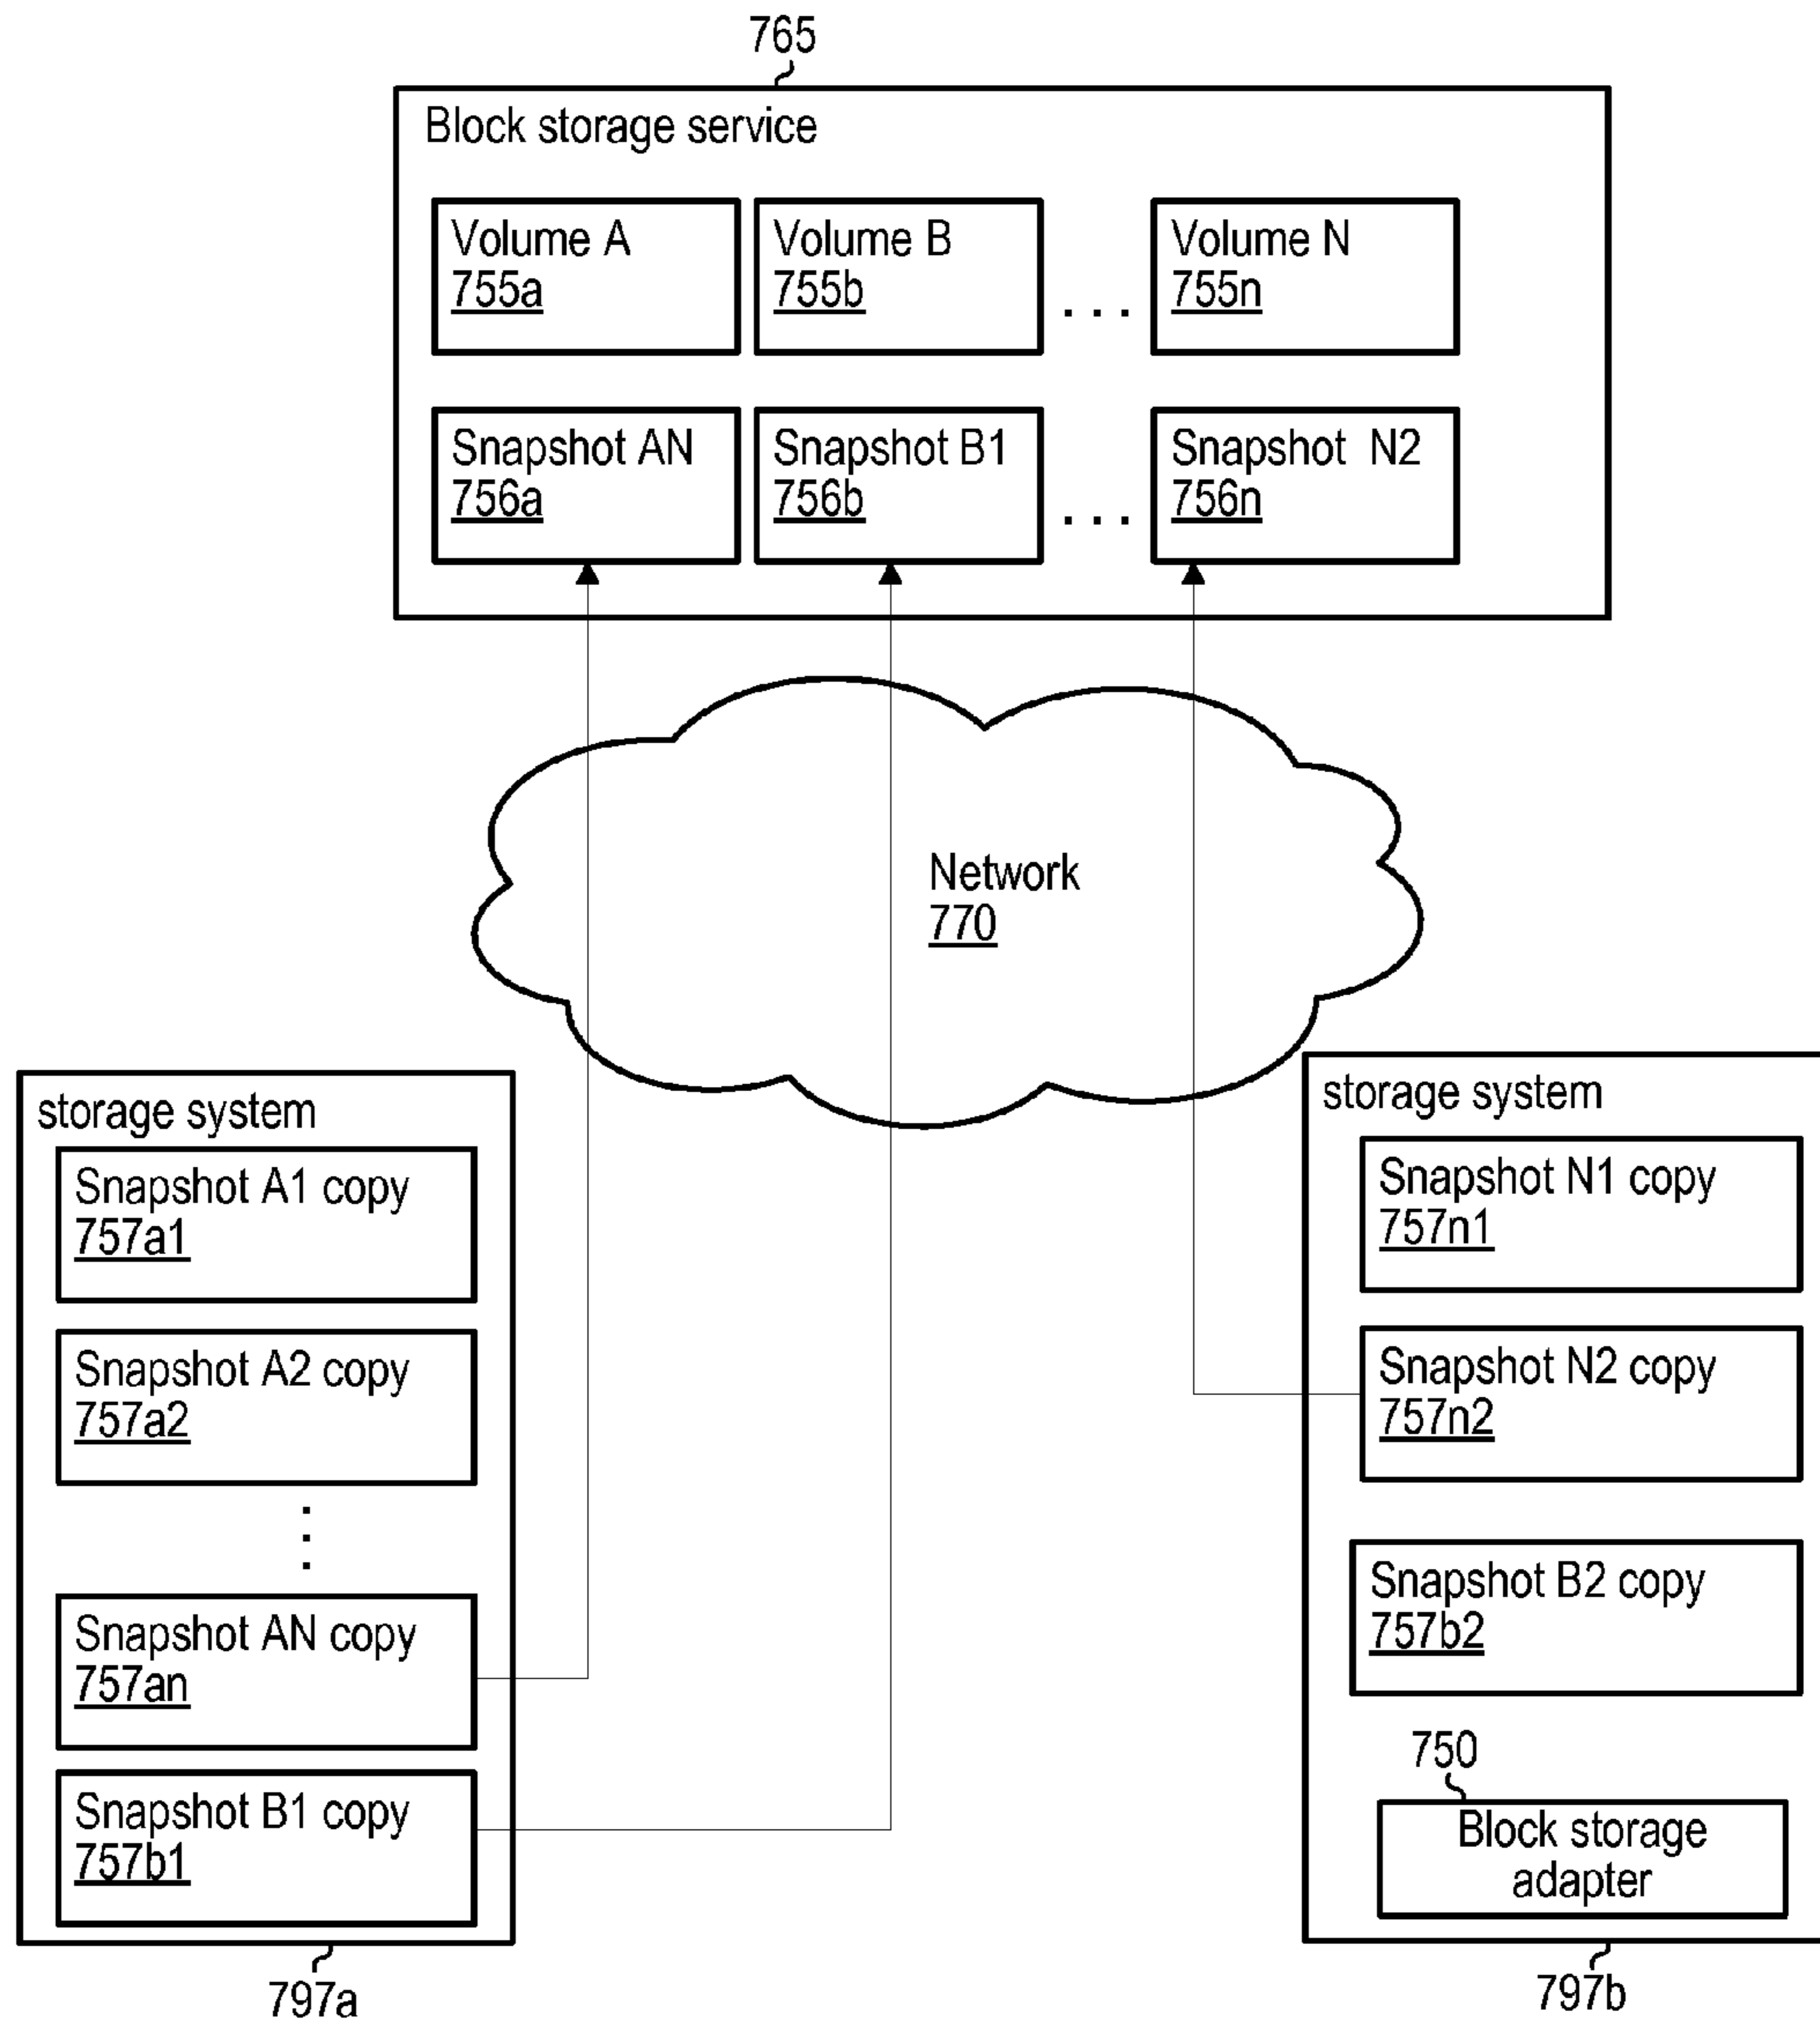 765
Block storage service
Volume A
755a
Volume B
755b
. . .
Volume N
755n
Snapshot AN
756a
Snapshot B1
756b
. . .
Snapshot N2
756n
Network
770
storage system
Snapshot A1 copy
757a1
Snapshot A2 copy
757a2
Snapshot AN copy
757an
Snapshot B1 copy
757b1
797a
storage system
Snapshot N1 copy
757n1
Snapshot N2 copy
757n2
Snapshot B2 copy
757b2
750
Block storage
adapter
797b